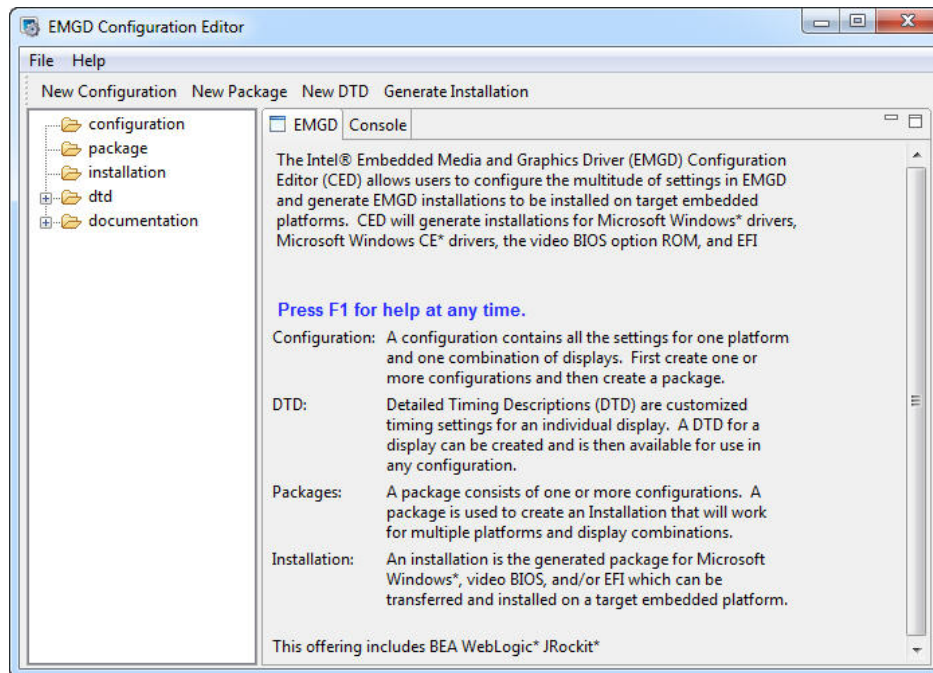 EMGD Configuration Editor
File Help
New Configuration New Package New DTD Generate Installation
configuration
package
installation
dtd
documentation
EMGD Console
The Intel® Embedded Media and Graphics Driver (EMGD) Configuration
Editor (CED) allows users to configure the multitude of settings in EMGD
and generate EMGD installations to be installed on target embedded
platforms. CED will generate installations for Microsoft Windows* drivers,
Microsoft Windows CE* drivers, the video BIOS option ROM, and EFI
Press F1 for help at any time.
Configuration: A configuration contains all the settings for one platform
and one combination of displays. First create one or
more configurations and then create a package.
DTD: Detailed Timing Descriptions (DTD) are customized
timing settings for an individual display. A DTD for a
display can be created and is then available for use in
any configuration.
Packages: A package consists of one or more configurations. A
package is used to create an Installation that will work
for multiple platforms and display combinations.
Installation: An installation is the generated package for Microsoft
Windows*, video BIOS, and/or EFI which can be
transferred and installed on a target embedded platform.
This offering includes BEA WebLogic* JRockit*